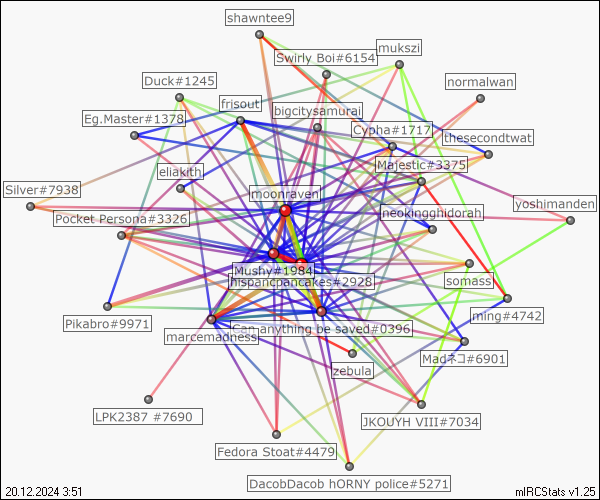 shawntee9
mukszi
Swirly Boi#6154
Duck#1245
normalwan
frisout
bigcitysamurai
Eg.Master#1378
Cypha#1717
thesecondtwat
Majestic#3375
eliakith
Silver#7938
moonraven
yoshimanden
Pocket Persona#3326
neokingghidorah
Mushy#1984
hispancpancakes#2928
somass
Pikabro#9971
ming#4742
Can anything be saved#0396
marcemadness
Madネコ#6901
zebula
LPK2387 #7690
JKOUYH VIII#7034
Fedora Stoat#4479
DacobDacob hORNY police#5271
20.12.2024 3:51
mIRCStats v1.25